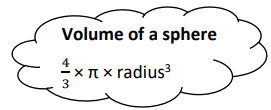 Volume of a sphere
4/3 × π × radius³